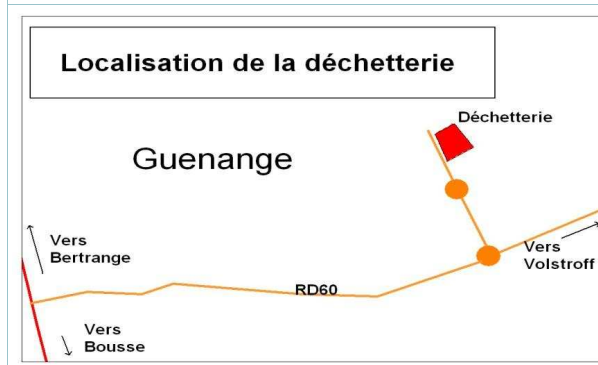 Localisation de la déchetterie
Déchetterie
Guenange
Vers
Bertrange
Vers
Volstroff
RD60
Vers
Bousse